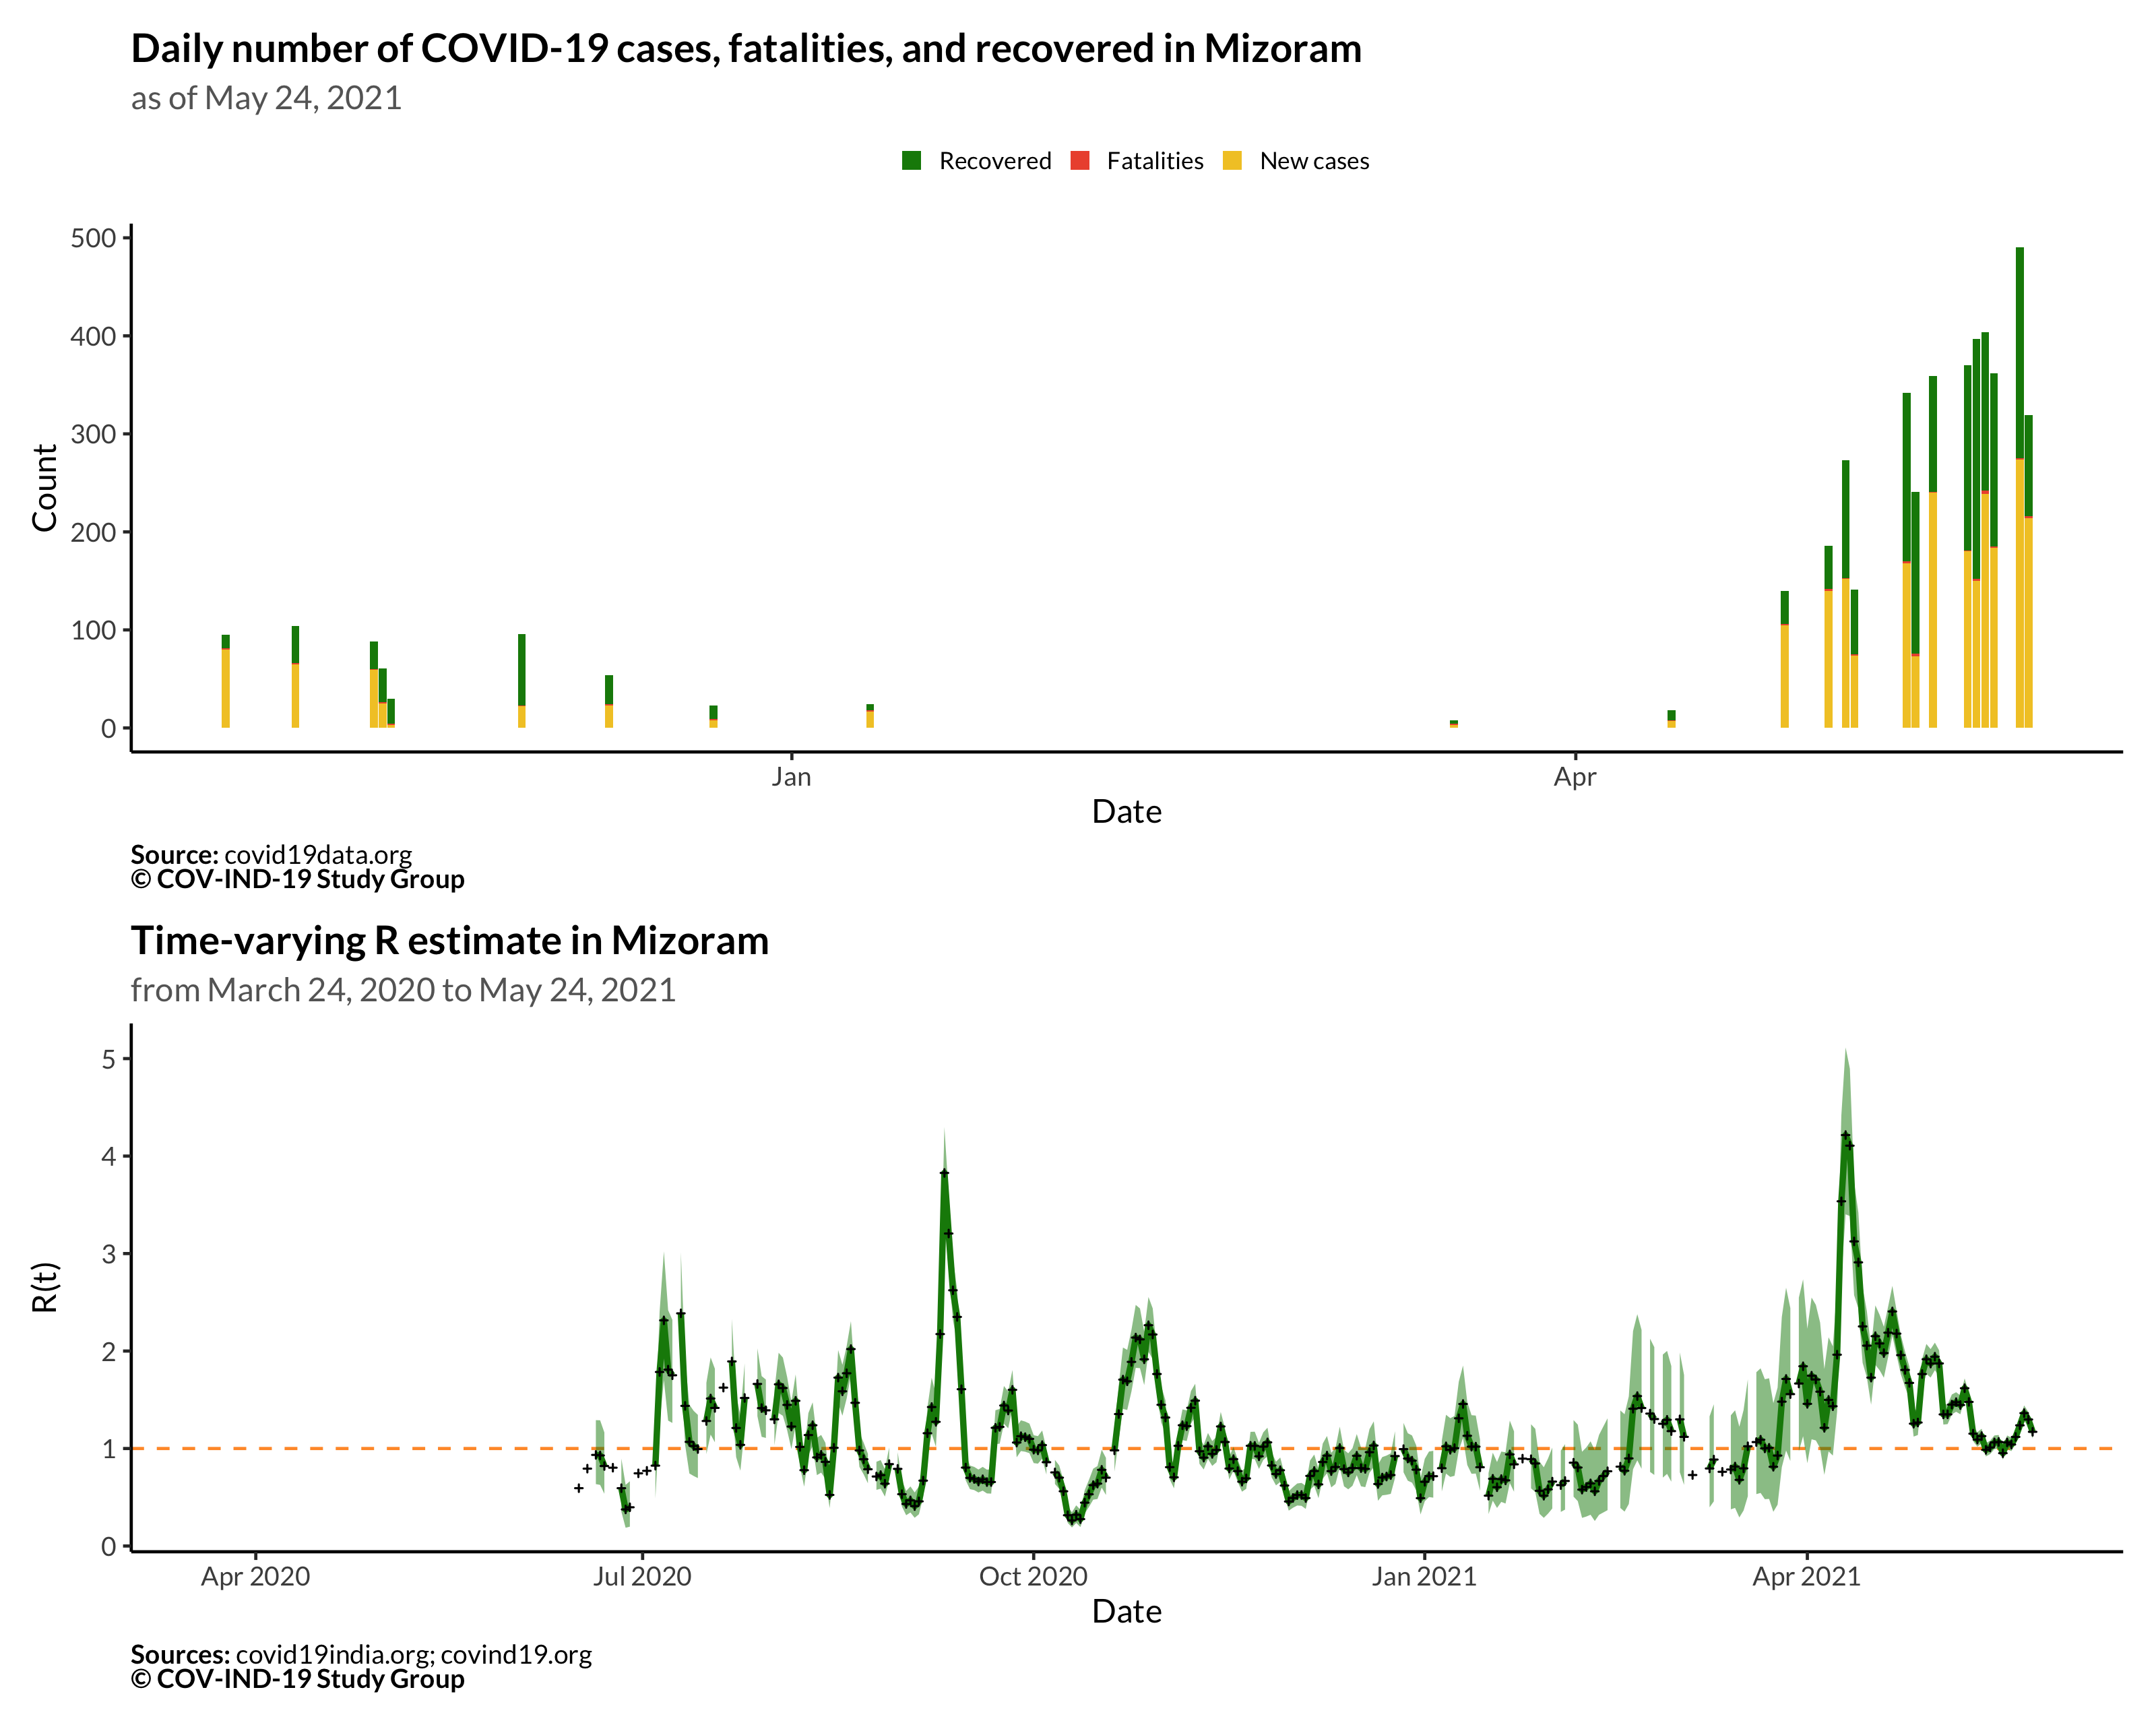 Daily number of COVID-19 cases, fatalities, and recovered in Mizoram
as of May 24, 2021
Recovered Fatalities New cases
500
400
300
200
100
0
Count
Jan Apr
Date
Source: covid19data.org
© COV-IND-19 Study Group
Time-varying R estimate in Mizoram
from March 24, 2020 to May 24, 2021
5
4
3
2
1
0
R(t)
Apr 2020 Jul 2020 Oct 2020 Jan 2021 Apr 2021
Date
Sources: covid19india.org; covind19.org
© COV-IND-19 Study Group